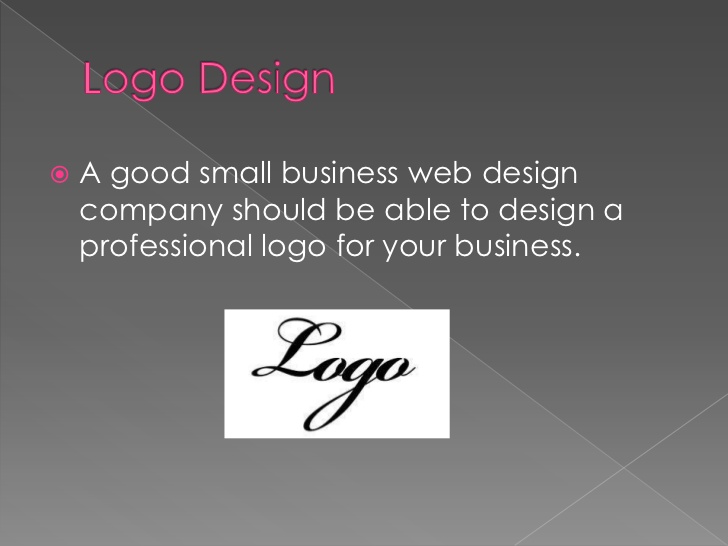 Logo Design
A good small business web design
company should be able to design a
professional logo for your business.
Logo